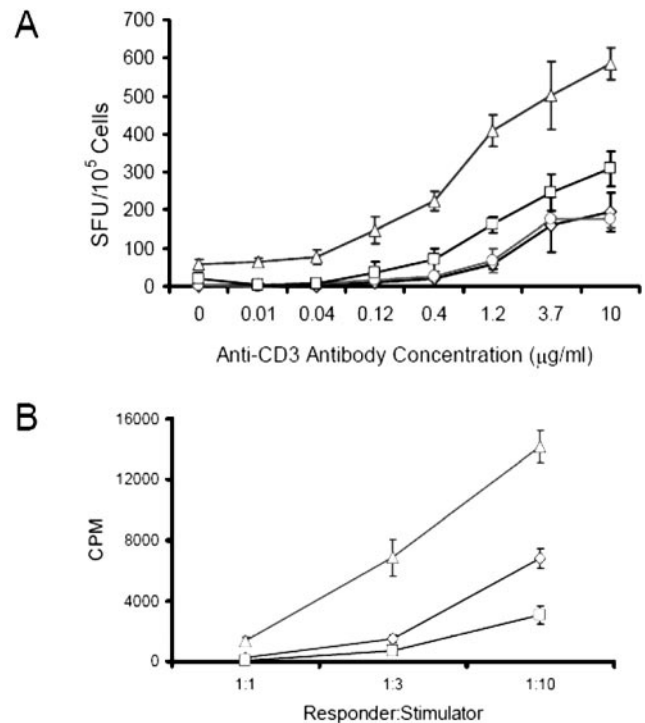 A
700
600
500
400
300
200
100
0
SFU/10⁵ Cells
0 0.01 0.04 0.12 0.4 1.2 3.7 10
Anti-CD3 Antibody Concentration (μg/ml)
B
16000
12000
8000
4000
0
CPM
1:1 1:3 1:10
Responder:Stimulator